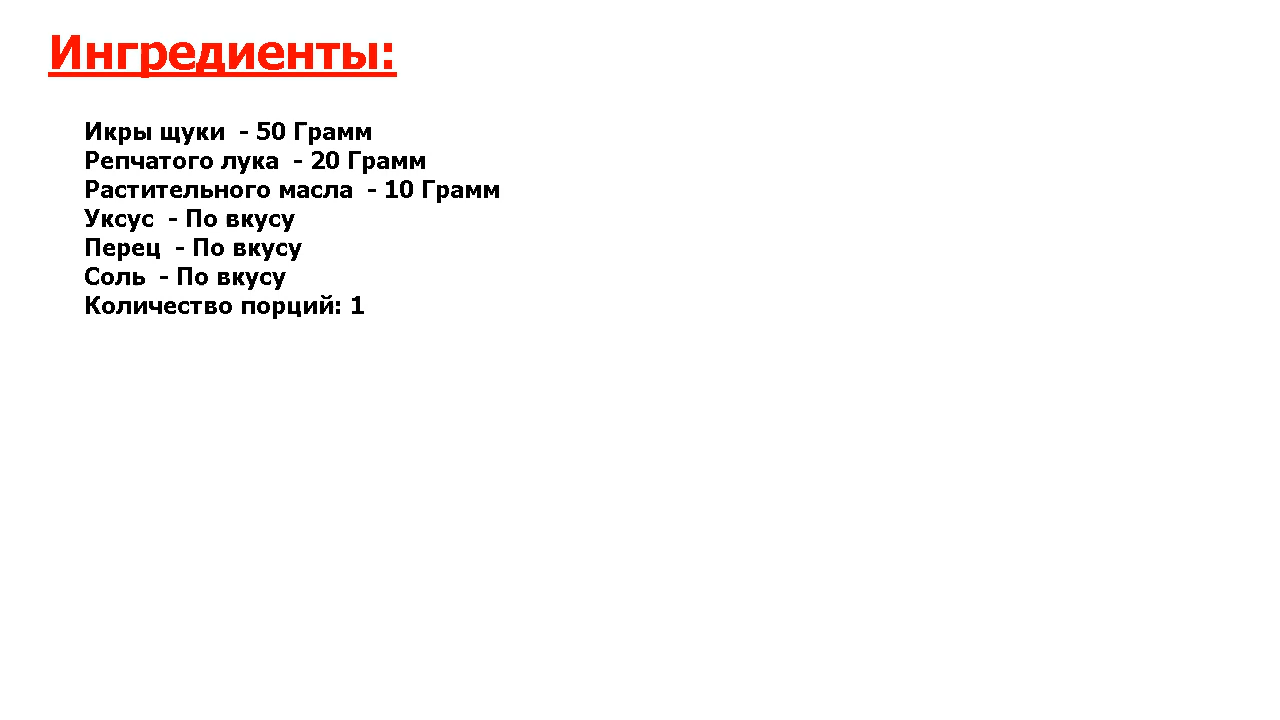 Ингредиенты:
Икры щуки  - 50 Грамм
Репчатого лука  - 20 Грамм
Растительного масла  - 10 Грамм
Уксус  - По вкусу
Перец  - По вкусу
Соль  - По вкусу
Количество порций: 1